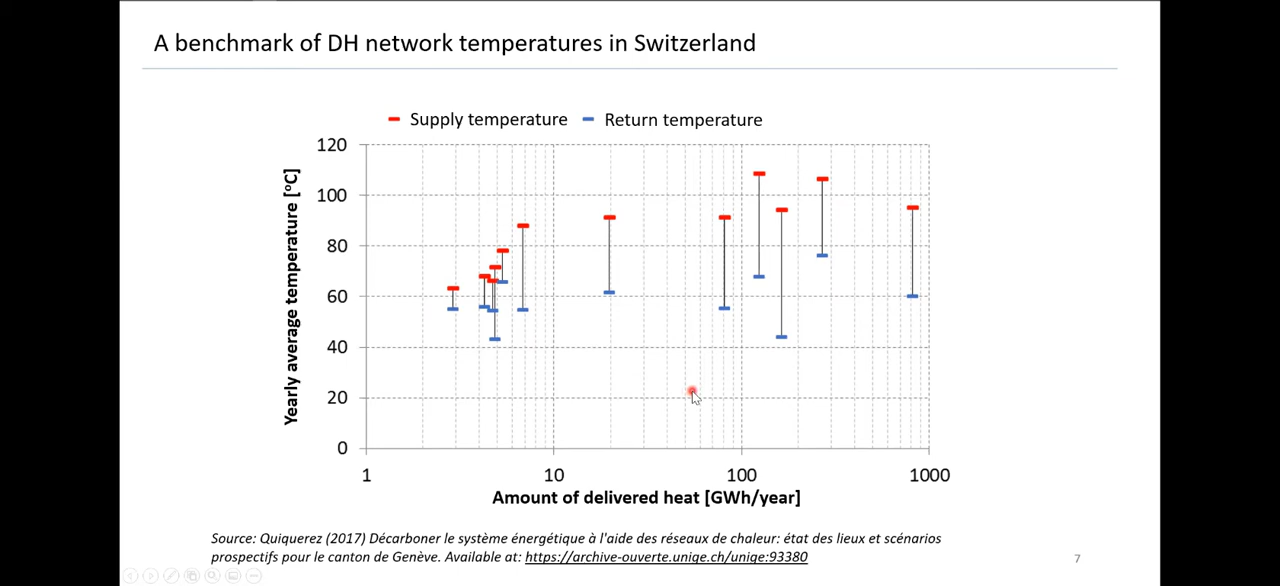 A benchmark of DH network temperatures in Switzerland
Supply temperature Return temperature
Yearly average temperature [°C]
120
100
80
60
40
20
0
1 10 100 1000
Amount of delivered heat [GWh/year]
Source: Quiquerez (2017) Décarboner le système énergétique à l'aide des réseaux de chaleur: état des lieux et scénarios
prospectifs pour le canton de Genève. Available at: https://archive-ouverte.unige.ch/unige:93380
7